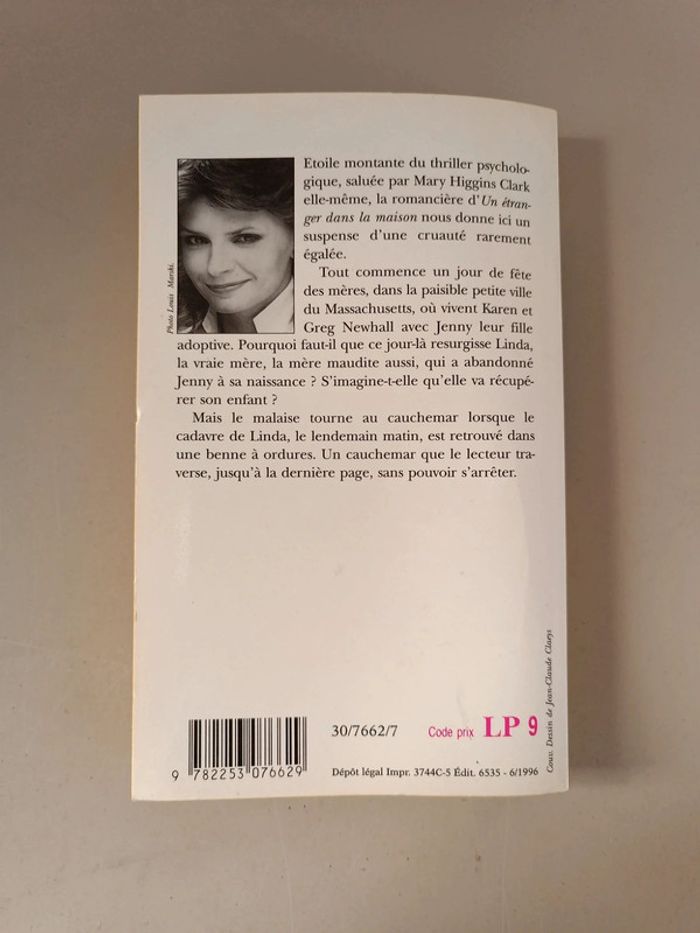 Etoile montante du thriller psycholo-
gique, saluée par Mary Higgins Clark
elle-même, la romancière d'Un étran-
ger dans la maison nous donne ici un
suspense d'une cruauté rarement
égalée.
Tout commence un jour de fête
des mères, dans la paisible petite ville
du Massachusetts, où vivent Karen et
Greg Newhall avec Jenny leur fille
adoptive. Pourquoi faut-il que ce jour-là resurgisse Linda,
la vraie mère, la mère maudite aussi, qui a abandonné
Jenny à sa naissance ? S'imagine-t-elle qu'elle va récupé-
rer son enfant ?
Mais le malaise tourne au cauchemar lorsque le
cadavre de Linda, le lendemain matin, est retrouvé dans
une benne à ordures. Un cauchemar que le lecteur tra-
verse, jusqu'à la dernière page, sans pouvoir s'arrêter.
Photo Louis Marski.
30/7662/7
Code prix LP 9
9 782253 076629
Dépôt légal Impr. 3744C-5 Édit. 6535 - 6/1996
Couv. Dessin de Jean-Claude Claeys